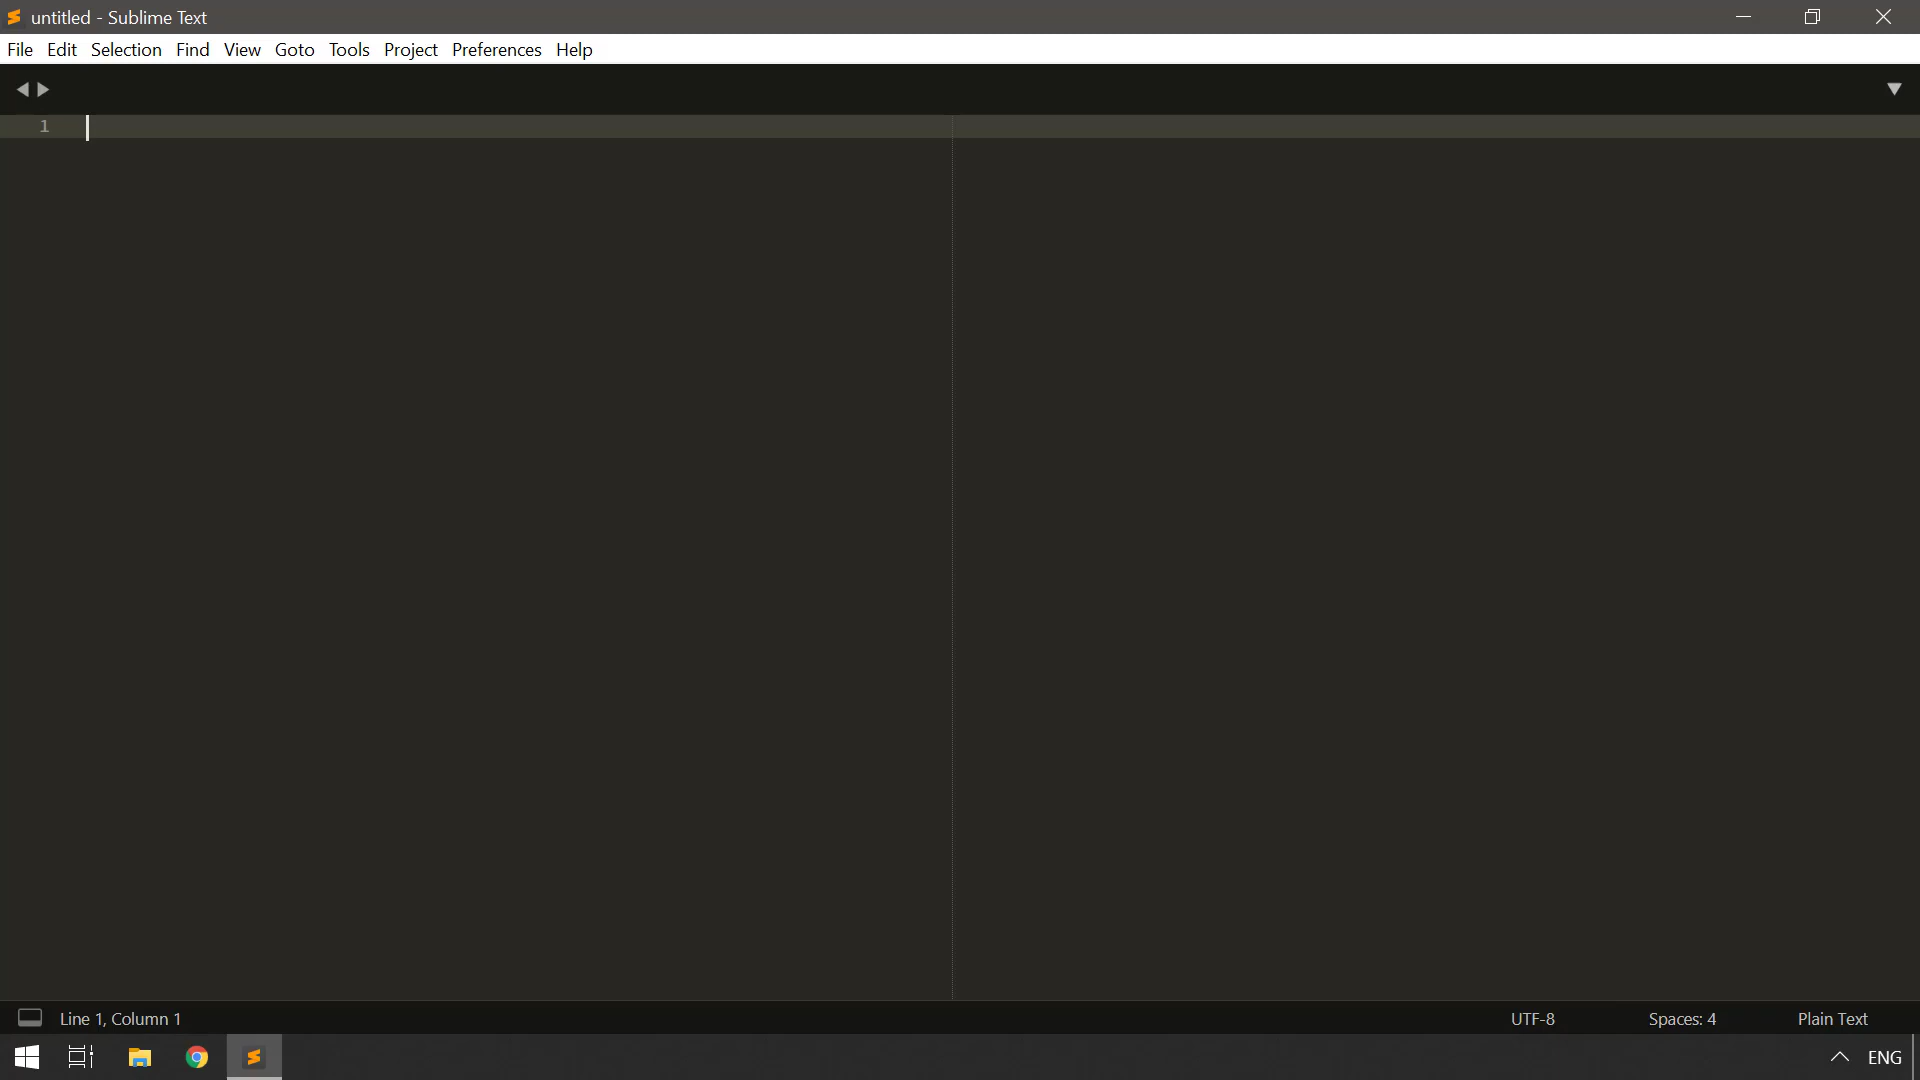 untitled - Sublime Text
File Edit Selection Find View Goto Tools Project Preferences Help
1
Line 1, Column 1 UTF-8 Spaces: 4 Plain Text
ENG